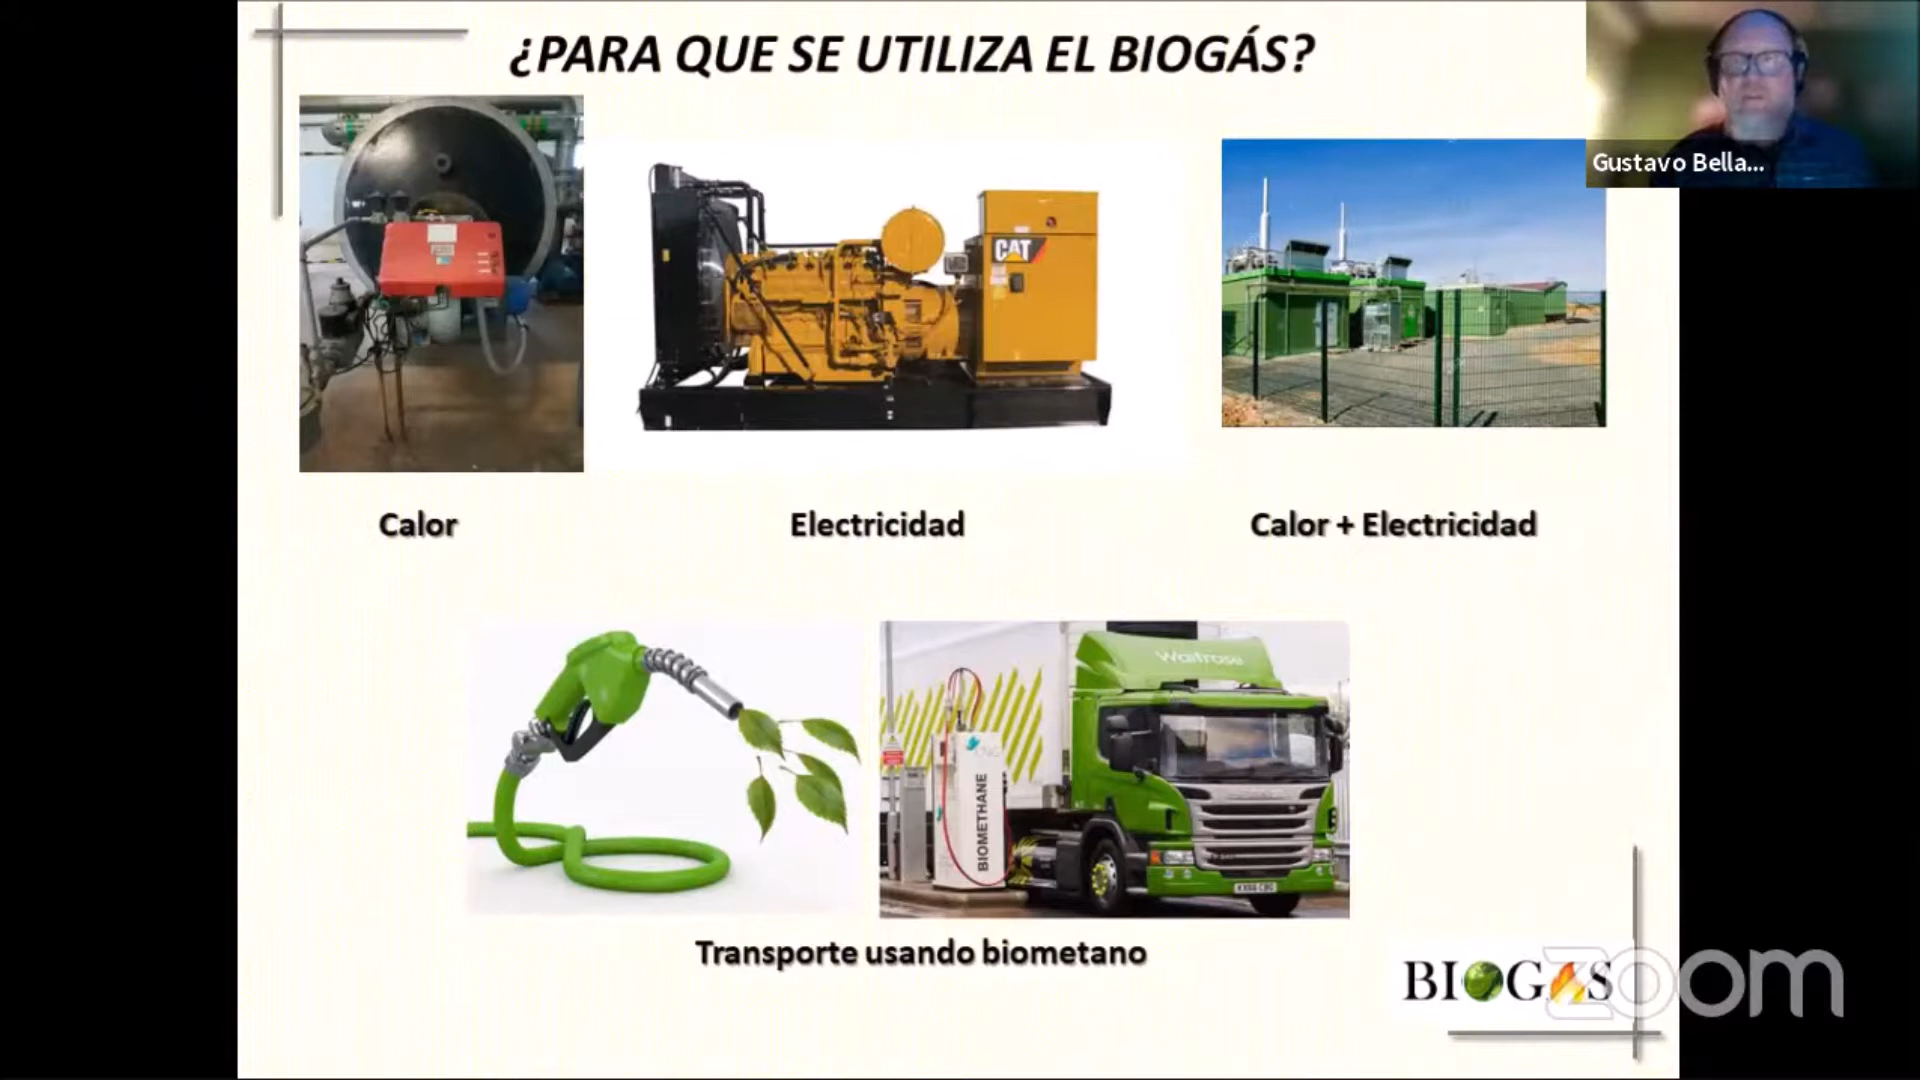 ¿PARA QUE SE UTILIZA EL BIOGÁS?
Gustavo Bella...
CAT
Calor
Electricidad
Calor + Electricidad
Waitrose
CNG
BIOMETHANE
Transporte usando biometano
BIOGAS
zoom